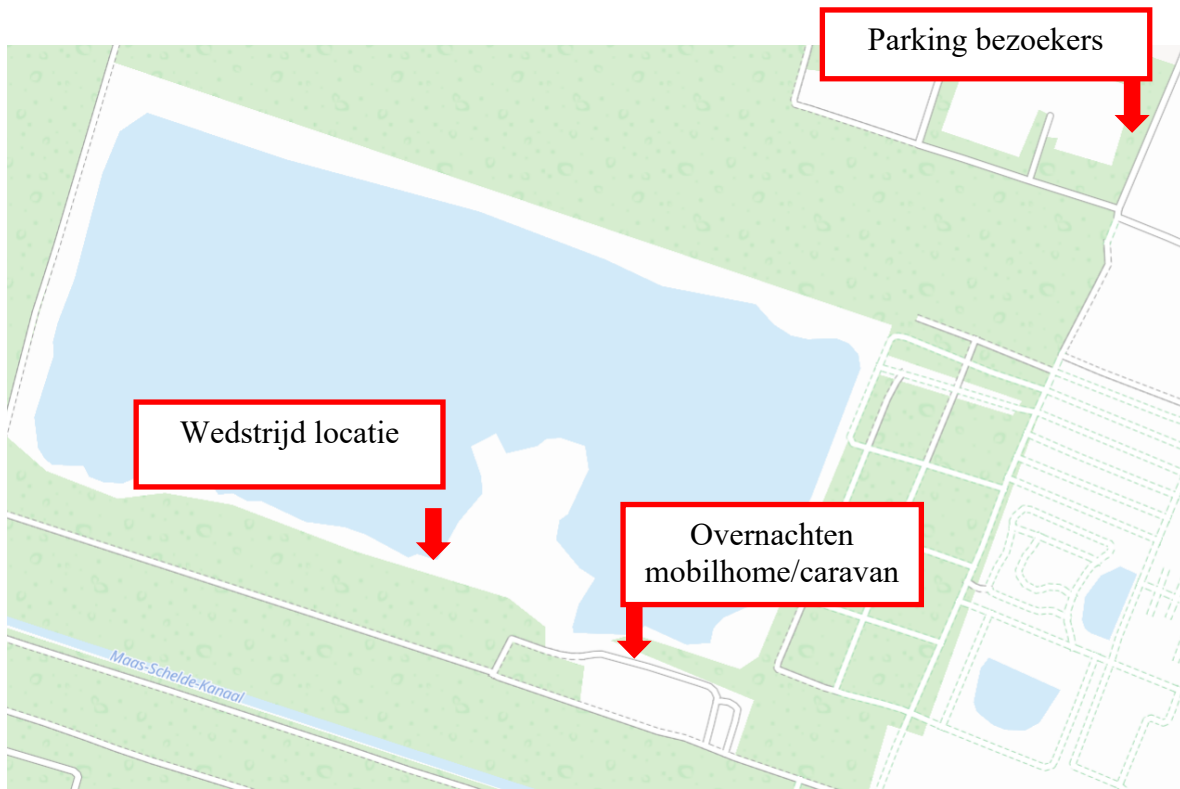 Parking bezoekers
Wedstrijd locatie
Overnachten
mobilhome/caravan
Maas-Schelde-Kanaal